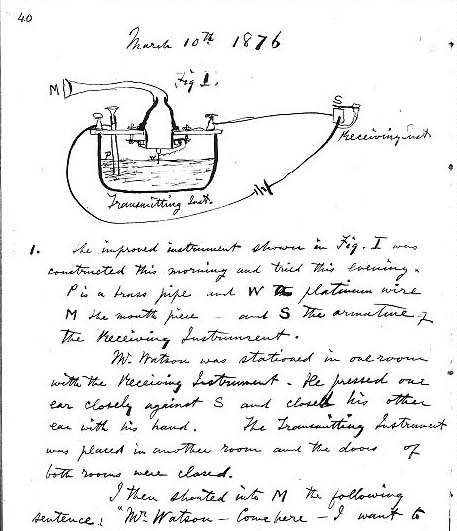 40
March 10th 1876
Fig 1.
M
S
Receiving Inst.
P
W
Transmitting Inst.
1. The improved instrument shown in Fig. I was
constructed this morning and tried this evening.
P is a brass pipe and W the platinum wire
M the mouth piece - and S the armature of
the Receiving Instrument.
Mr. Watson was stationed in one room
with the Receiving Instrument. He pressed one
ear closely against S and closed his other
ear with his hand. The Transmitting Instrument
was placed in another room and the doors of
both rooms were closed.
I then shouted into M the following
sentence: "Mr. Watson - Come here - I want to